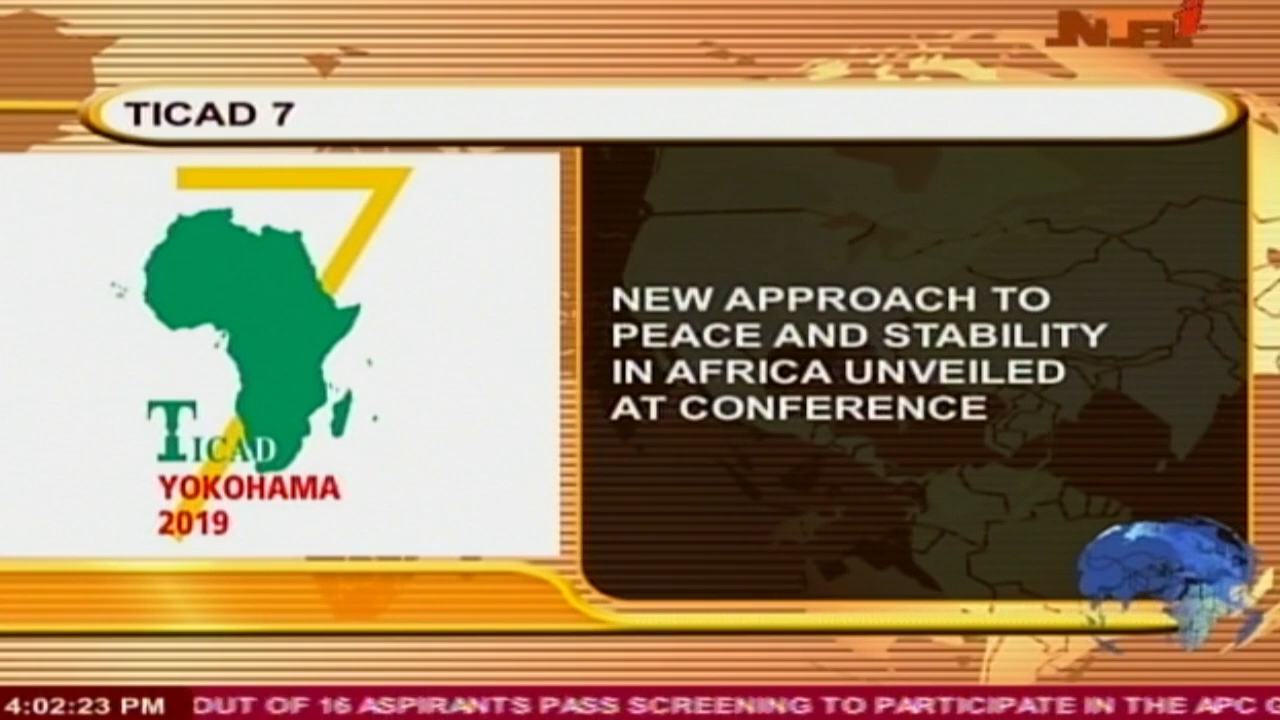 NTAi
TICAD 7
TICAD
YOKOHAMA
2019
NEW APPROACH TO
PEACE AND STABILITY
IN AFRICA UNVEILED
AT CONFERENCE
4:02:23 PM OUT OF 16 ASPIRANTS PASS SCREENING TO PARTICIPATE IN THE APC